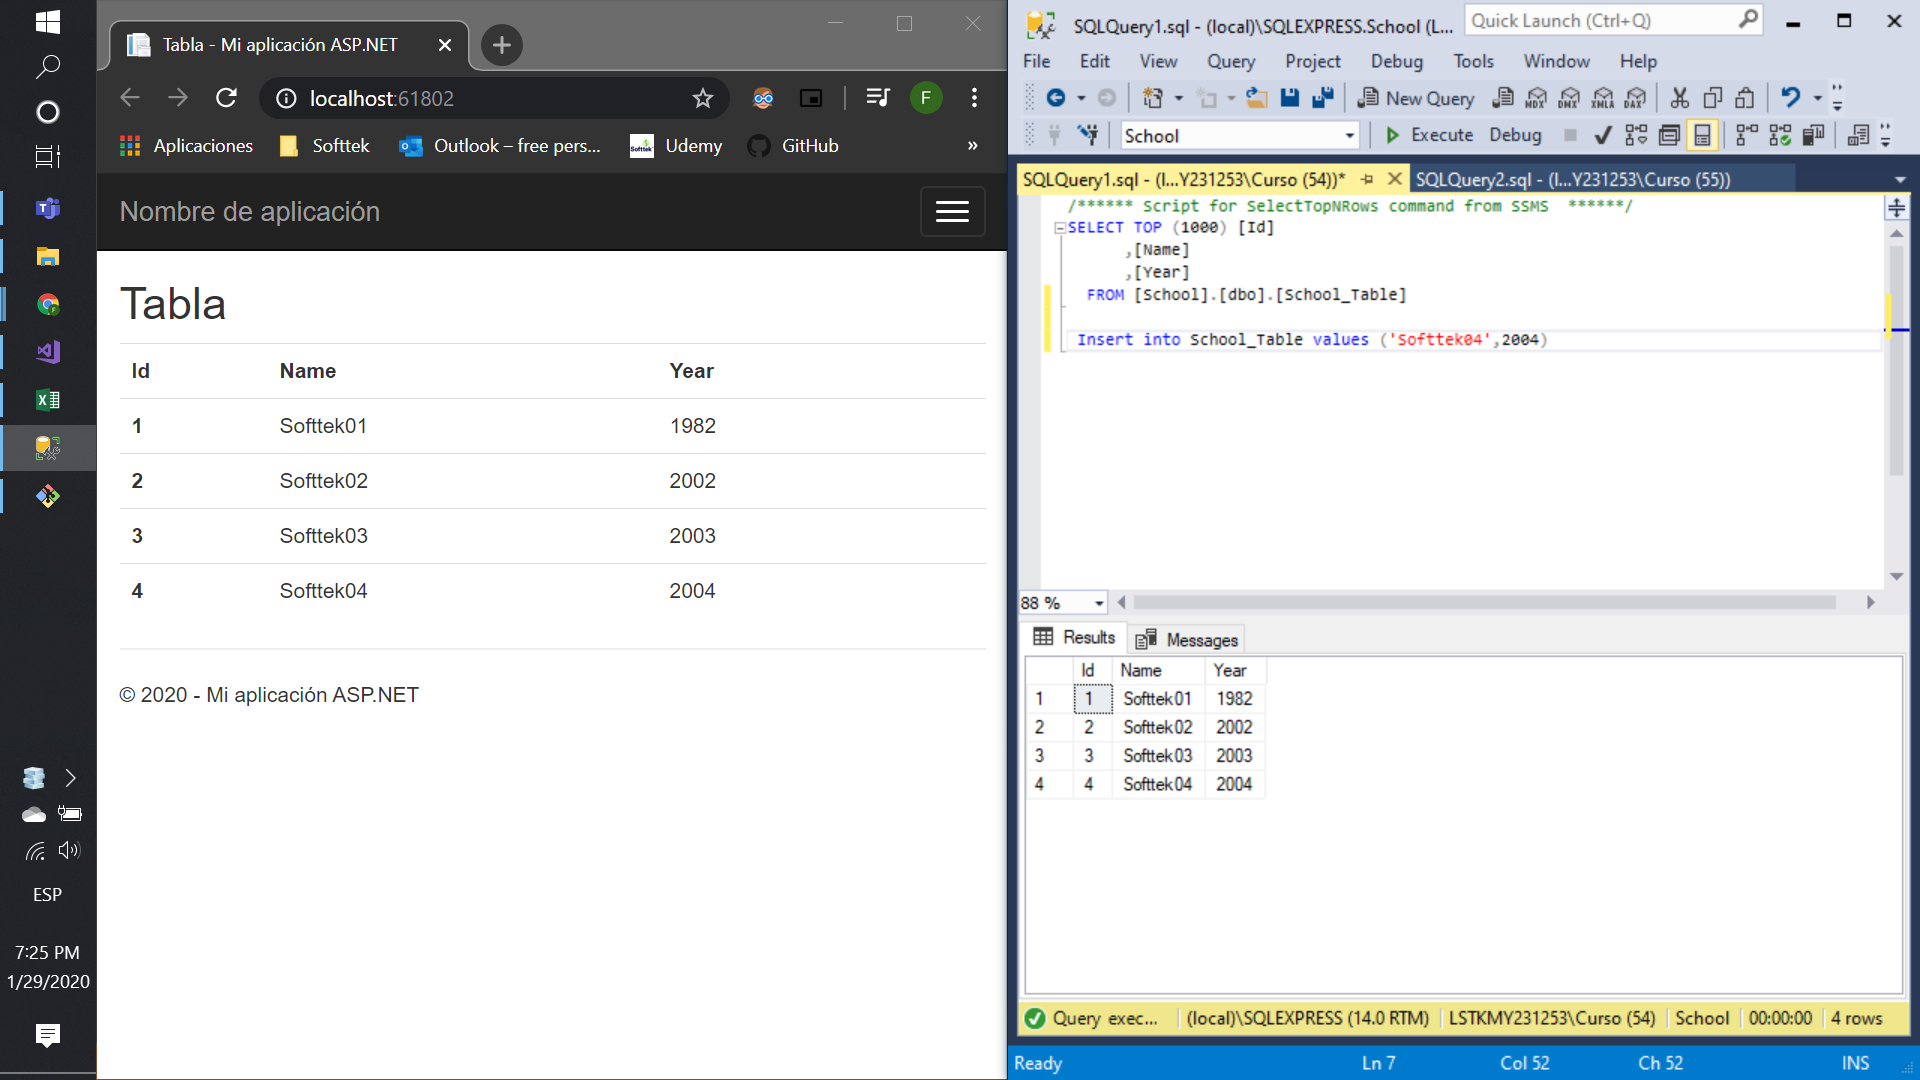 Tabla - Mi aplicación ASP.NET
localhost:61802
F
Aplicaciones
Softtek
Outlook – free pers...
Softtek
Udemy
GitHub
»
Nombre de aplicación
Tabla
Id Name Year
1 Softtek01 1982
2 Softtek02 2002
3 Softtek03 2003
4 Softtek04 2004
© 2020 - Mi aplicación ASP.NET
ESP
7:25 PM
1/29/2020
SQLQuery1.sql - (local)\SQLEXPRESS.School (L...
Quick Launch (Ctrl+Q)
File Edit View Query Project Debug Tools Window Help
New Query
MDX DMX XMLA DAX
School
Execute Debug
SQLQuery1.sql - (l...Y231253\Curso (54))*
SQLQuery2.sql - (l...Y231253\Curso (55))
/****** Script for SelectTopNRows command from SSMS ******/
SELECT TOP (1000) [Id]
,[Name]
,[Year]
FROM [School].[dbo].[School_Table]
Insert into School_Table values ('Softtek04',2004)
88 %
Results Messages
Id Name Year
1 1 Softtek01 1982
2 2 Softtek02 2002
3 3 Softtek03 2003
4 4 Softtek04 2004
Query exec... (local)\SQLEXPRESS (14.0 RTM) LSTKMY231253\Curso (54) School 00:00:00 4 rows
Ready Ln 7 Col 52 Ch 52 INS